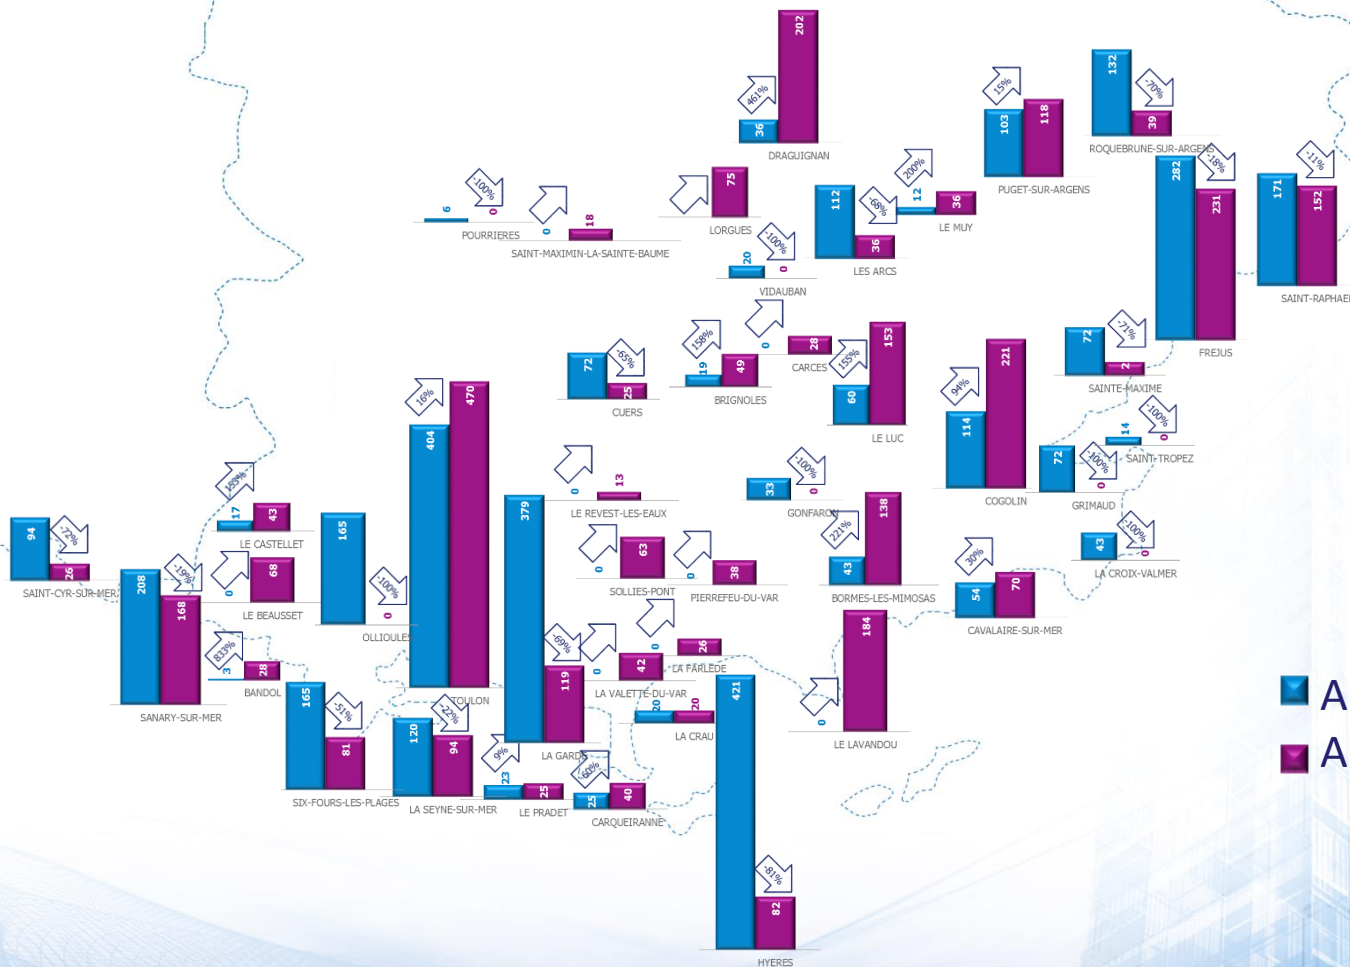 202
461%
36
DRAGUIGNAN
132
-70%
39
ROQUEBRUNE-SUR-ARGENS
15%
103
118
PUGET-SUR-ARGENS
-18%
282
231
FREJUS
-11%
171
152
SAINT-RAPHAE
-100%
6
0
POURRIERES
0
18
SAINT-MAXIMIN-LA-SAINTE-BAUME
75
LORGUES
112
-68%
36
LES ARCS
200%
12
36
LE MUY
-100%
20
0
VIDAUBAN
72
-65%
25
CUERS
158%
19
49
BRIGNOLES
0
28
CARCES
155%
60
153
LE LUC
94%
114
221
COGOLIN
72
-71%
2
SAINTE-MAXIME
-100%
14
0
SAINT-TROPEZ
72
-100%
0
GRIMAUD
16%
404
470
TOULON
153%
17
43
LE CASTELLET
94
-72%
26
SAINT-CYR-SUR-MER
208
-19%
168
SANARY-SUR-MER
0
68
LE BEAUSSET
165
-100%
0
OLLIOULES
833%
3
28
BANDOL
379
-69%
119
LA GARDE
0
13
LE REVEST-LES-EAUX
33
-100%
0
GONFARON
0
63
SOLLIES-PONT
0
38
PIERREFEU-DU-VAR
221%
43
138
BORMES-LES-MIMOSAS
30%
54
70
CAVALAIRE-SUR-MER
43
-100%
0
LA CROIX-VALMER
0
42
LA VALETTE-DU-VAR
0
26
LA FARLEDE
20
20
LA CRAU
0
184
LE LAVANDOU
165
-51%
81
SIX-FOURS-LES-PLAGES
120
-22%
94
LA SEYNE-SUR-MER
9%
23
25
LE PRADET
60%
25
40
CARQUEIRANNE
421
-81%
82
HYERES
A
A